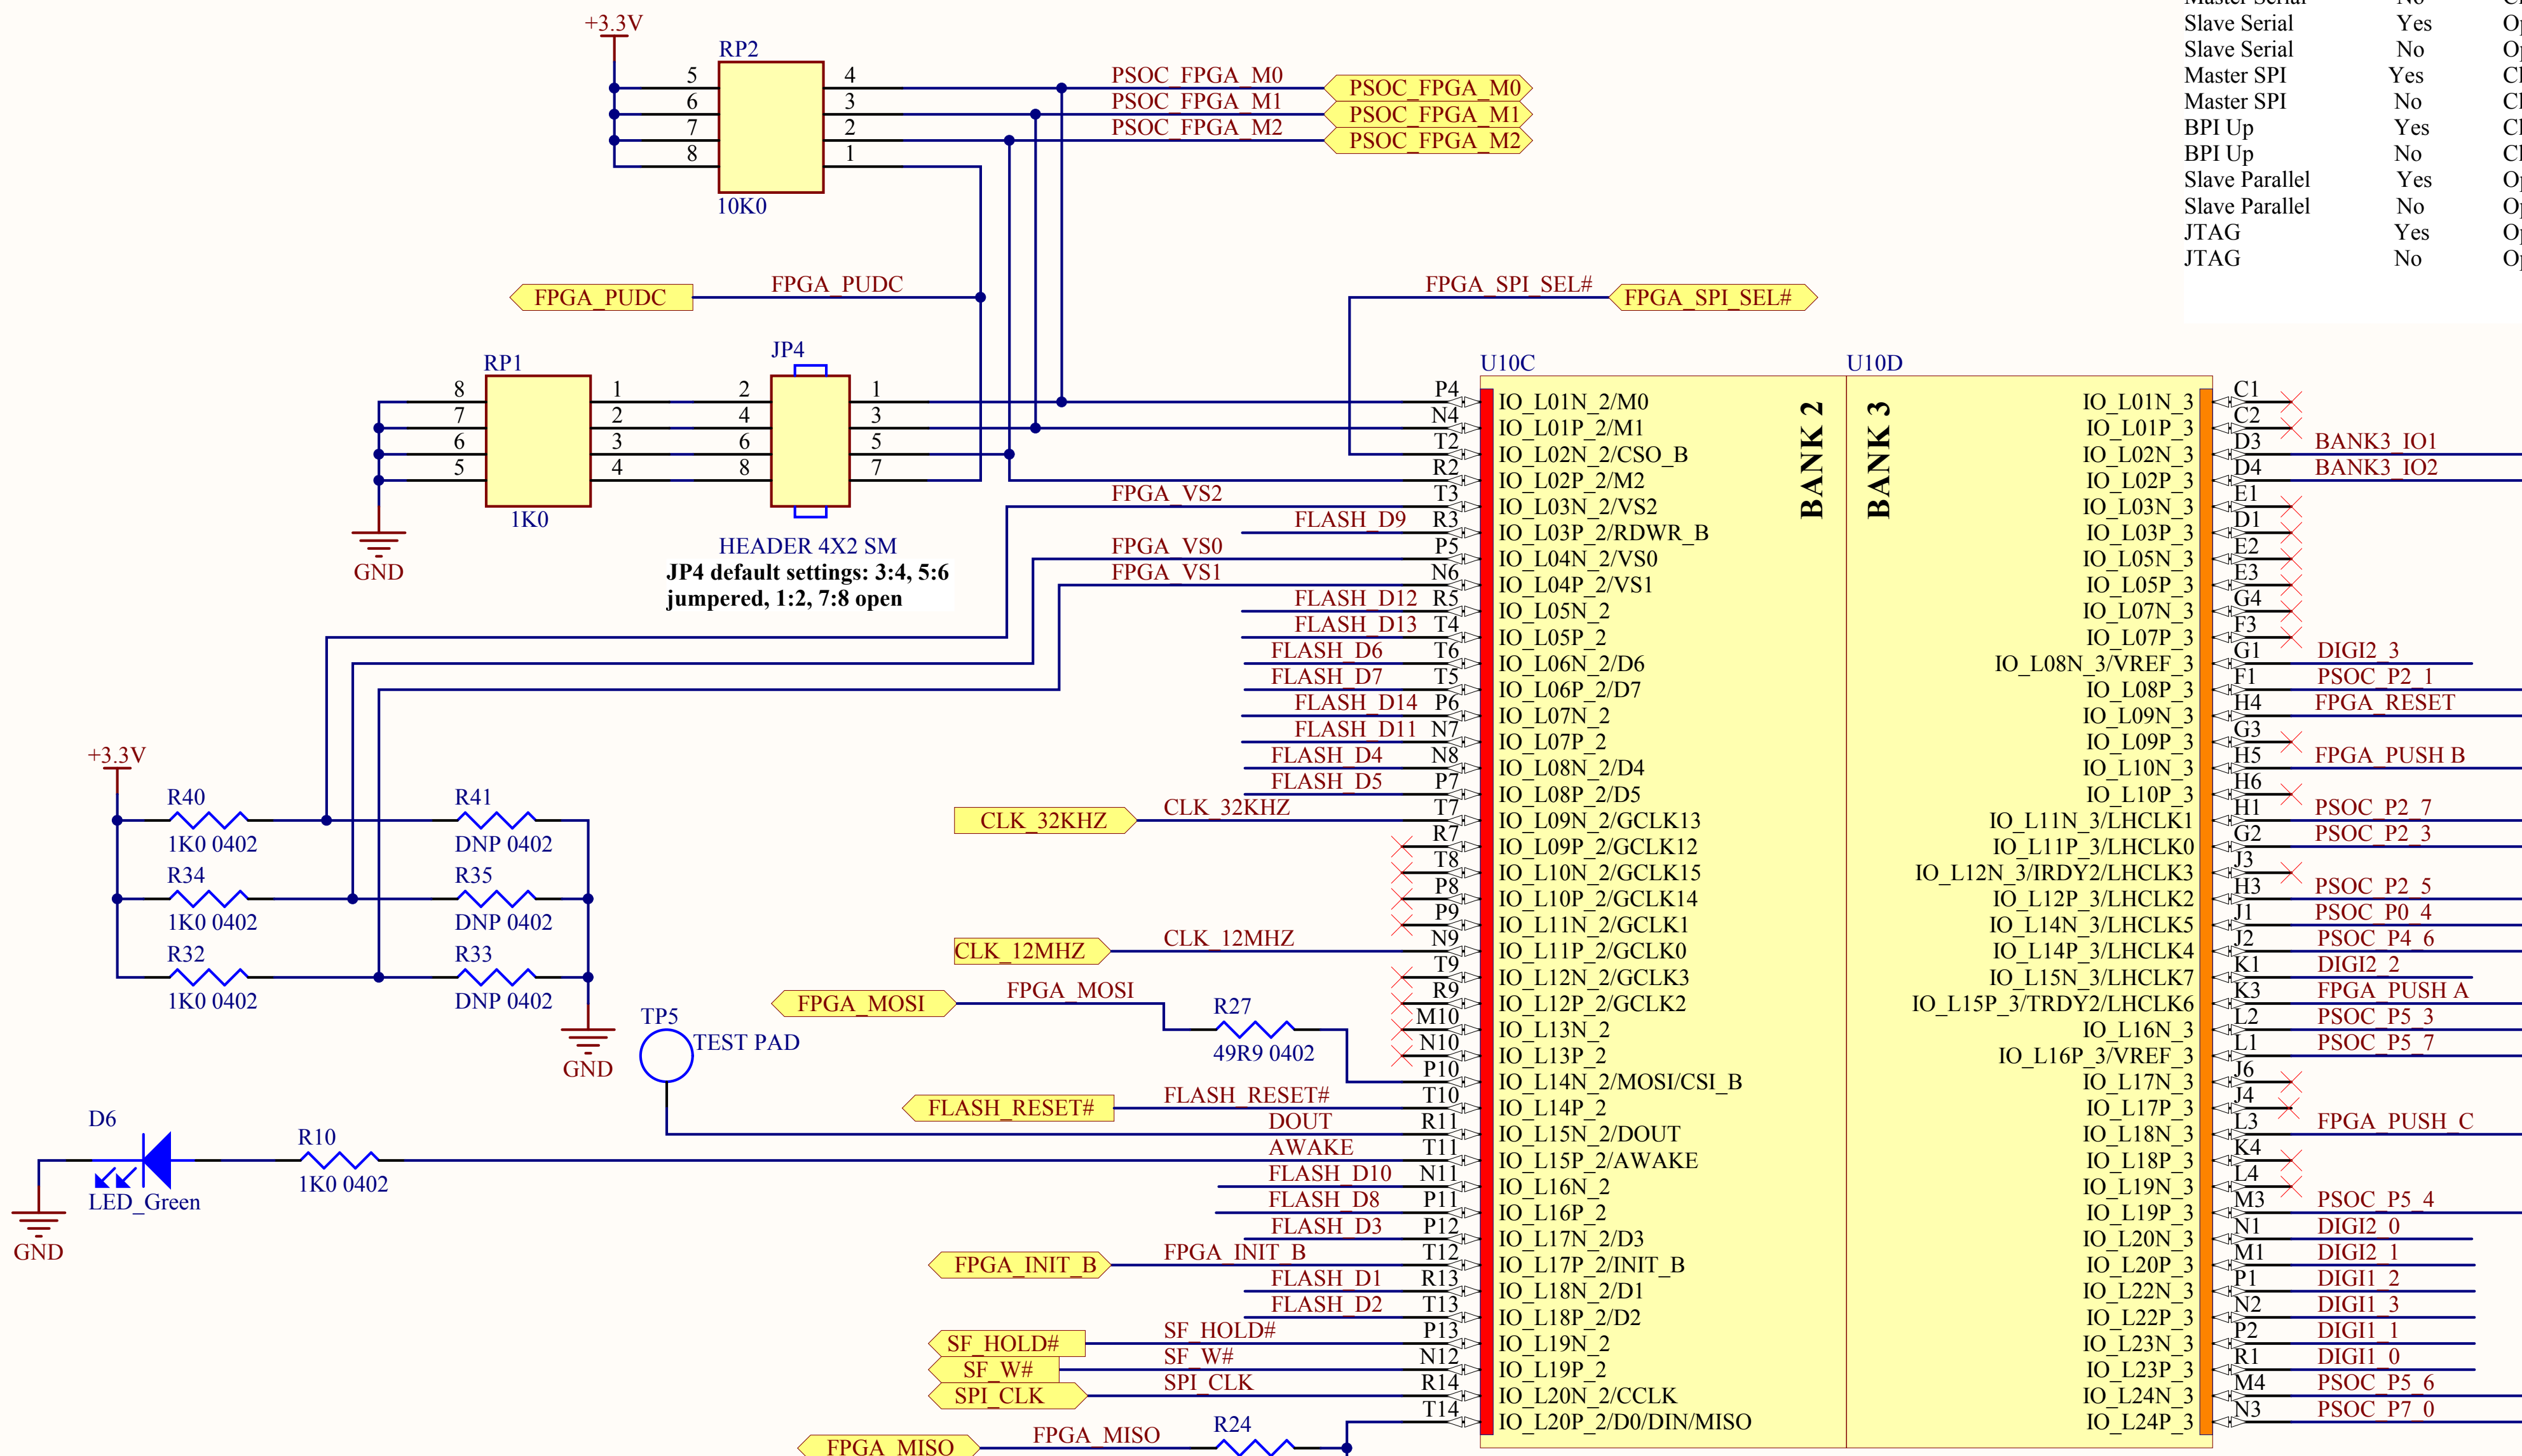 +3.3V
RP2
5 4
6 3
7 2
8 1
10K0
PSOC_FPGA_M0
PSOC_FPGA_M1
PSOC_FPGA_M2
PSOC_FPGA_M0
PSOC_FPGA_M1
PSOC_FPGA_M2
Slave Serial Yes
Slave Serial No
Master SPI Yes
Master SPI No
BPI Up Yes
BPI Up No
Slave Parallel Yes
Slave Parallel No
JTAG Yes
JTAG No
FPGA_PUDC FPGA_PUDC
FPGA_SPI_SEL# FPGA_SPI_SEL#
RP1
8 1
7 2
6 3
5 4
1K0
GND
JP4
2 1
4 3
6 5
8 7
HEADER 4X2 SM
JP4 default settings: 3:4, 5:6
jumpered, 1:2, 7:8 open
+3.3V
R40
1K0 0402
R41
DNP 0402
R34
1K0 0402
R35
DNP 0402
R32
1K0 0402
R33
DNP 0402
GND
TP5
TEST PAD
D6
LED_Green
GND
R10
1K0 0402
U10C
BANK 2
P4 IO_L01N_2/M0
N4 IO_L01P_2/M1
T2 IO_L02N_2/CSO_B
R2 IO_L02P_2/M2
FPGA_VS2 T3 IO_L03N_2/VS2
FLASH_D9 R3 IO_L03P_2/RDWR_B
FPGA_VS0 P5 IO_L04N_2/VS0
FPGA_VS1 N6 IO_L04P_2/VS1
FLASH_D12 R5 IO_L05N_2
FLASH_D13 T4 IO_L05P_2
FLASH_D6 T6 IO_L06N_2/D6
FLASH_D7 T5 IO_L06P_2/D7
FLASH_D14 P6 IO_L07N_2
FLASH_D11 N7 IO_L07P_2
FLASH_D4 N8 IO_L08N_2/D4
FLASH_D5 P7 IO_L08P_2/D5
CLK_32KHZ CLK_32KHZ T7 IO_L09N_2/GCLK13
R7 IO_L09P_2/GCLK12
T8 IO_L10N_2/GCLK15
P8 IO_L10P_2/GCLK14
P9 IO_L11N_2/GCLK1
CLK_12MHZ CLK_12MHZ N9 IO_L11P_2/GCLK0
T9 IO_L12N_2/GCLK3
R9 IO_L12P_2/GCLK2
M10 IO_L13N_2
N10 IO_L13P_2
FPGA_MOSI FPGA_MOSI
R27
49R9 0402
P10 IO_L14N_2/MOSI/CSI_B
FLASH_RESET# FLASH_RESET# T10 IO_L14P_2
DOUT R11 IO_L15N_2/DOUT
AWAKE T11 IO_L15P_2/AWAKE
FLASH_D10 N11 IO_L16N_2
FLASH_D8 P11 IO_L16P_2
FLASH_D3 P12 IO_L17N_2/D3
FPGA_INIT_B FPGA_INIT_B T12 IO_L17P_2/INIT_B
FLASH_D1 R13 IO_L18N_2/D1
FLASH_D2 T13 IO_L18P_2/D2
SF_HOLD# SF_HOLD# P13 IO_L19N_2
SF_W# SF_W# N12 IO_L19P_2
SPI_CLK SPI_CLK R14 IO_L20N_2/CCLK
T14 IO_L20P_2/D0/DIN/MISO
FPGA_MISO FPGA_MISO R24
U10D
BANK 3
IO_L01N_3 C1
IO_L01P_3 C2
IO_L02N_3 D3 BANK3_IO1
IO_L02P_3 D4 BANK3_IO2
IO_L03N_3 E1
IO_L03P_3 D1
IO_L05N_3 E2
IO_L05P_3 E3
IO_L07N_3 G4
IO_L07P_3 F3
IO_L08N_3/VREF_3 G1 DIGI2_3
IO_L08P_3 F1 PSOC_P2_1
IO_L09N_3 H4 FPGA_RESET
IO_L09P_3 G3
IO_L10N_3 H5 FPGA_PUSH B
IO_L10P_3 H6
IO_L11N_3/LHCLK1 H1 PSOC_P2_7
IO_L11P_3/LHCLK0 G2 PSOC_P2_3
IO_L12N_3/IRDY2/LHCLK3 J3
IO_L12P_3/LHCLK2 H3 PSOC_P2_5
IO_L14N_3/LHCLK5 J1 PSOC_P0_4
IO_L14P_3/LHCLK4 J2 PSOC_P4_6
IO_L15N_3/LHCLK7 K1 DIGI2_2
IO_L15P_3/TRDY2/LHCLK6 K3 FPGA_PUSH A
IO_L16N_3 L2 PSOC_P5_3
IO_L16P_3/VREF_3 L1 PSOC_P5_7
IO_L17N_3 J6
IO_L17P_3 J4
IO_L18N_3 L3 FPGA_PUSH_C
IO_L18P_3 K4
IO_L19N_3 L4
IO_L19P_3 M3 PSOC_P5_4
IO_L20N_3 N1 DIGI2_0
IO_L20P_3 M1 DIGI2_1
IO_L22N_3 P1 DIGI1_2
IO_L22P_3 N2 DIGI1_3
IO_L23N_3 P2 DIGI1_1
IO_L23P_3 R1 DIGI1_0
IO_L24N_3 M4 PSOC_P5_6
IO_L24P_3 N3 PSOC_P7_0